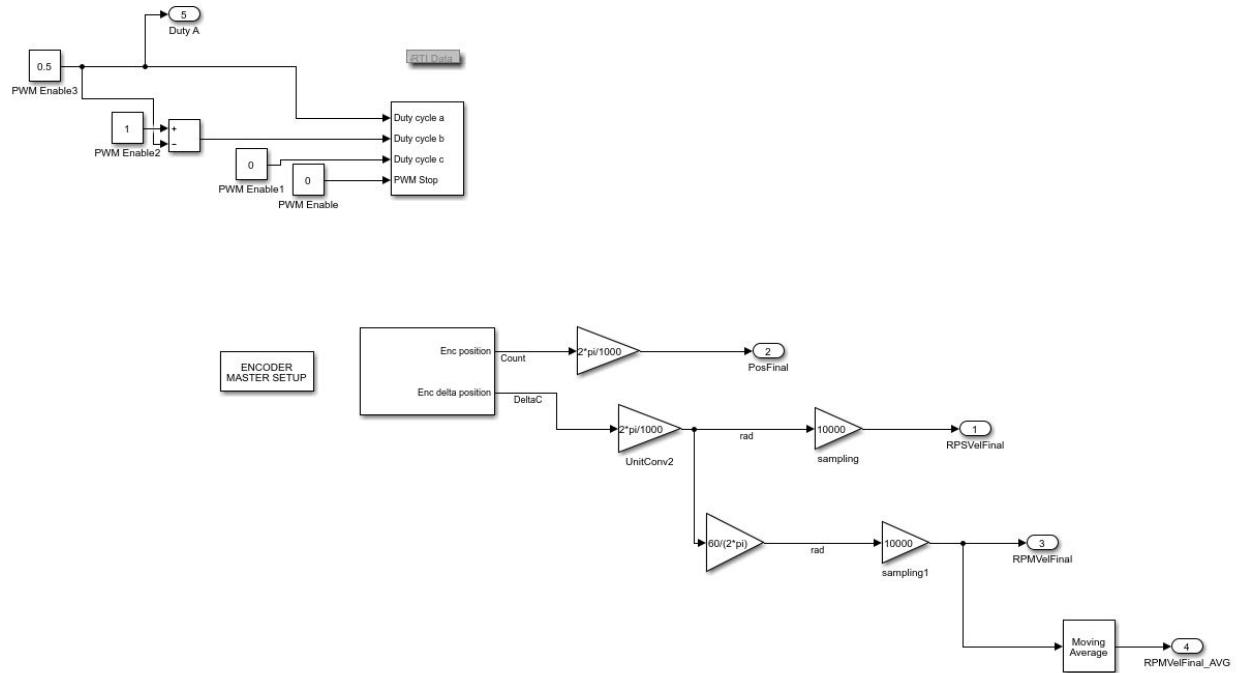 5
Duty A
0.5
PWM Enable3
RTI Data
1
PWM Enable2
+
−
0
PWM Enable1
0
PWM Enable
Duty cycle a
Duty cycle b
Duty cycle c
PWM Stop
ENCODER
MASTER SETUP
Enc position
Enc delta position
Count
DeltaC
2*pi/1000
2
PosFinal
2*pi/1000
UnitConv2
rad
10000
sampling
1
RPSVelFinal
60/(2*pi)
rad
10000
sampling1
3
RPMVelFinal
Moving
Average
4
RPMVelFinal_AVG